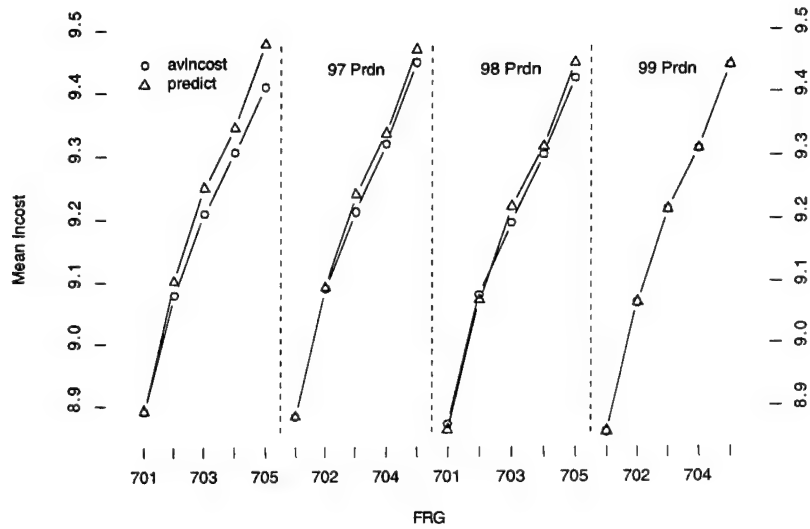 avlncost
predict
97 Prdn
98 Prdn
99 Prdn
9.5
9.4
9.3
9.2
9.1
9.0
8.9
Mean lncost
9.5
9.4
9.3
9.2
9.1
9.0
8.9
701 703 705 702 704 701 703 705 702 704
FRG